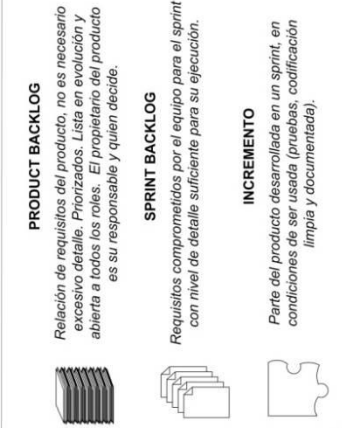 PRODUCT BACKLOG
Relación de requisitos del producto, no es necesario
excesivo detalle. Priorizados. Lista en evolución y
abierta a todos los roles. El propietario del producto
es su responsable y quien decide.
SPRINT BACKLOG
Requisitos comprometidos por el equipo para el sprint
con nivel de detalle suficiente para su ejecución.
INCREMENTO
Parte del producto desarrollada en un sprint, en
condiciones de ser usada (pruebas, codificación
limpia y documentada).